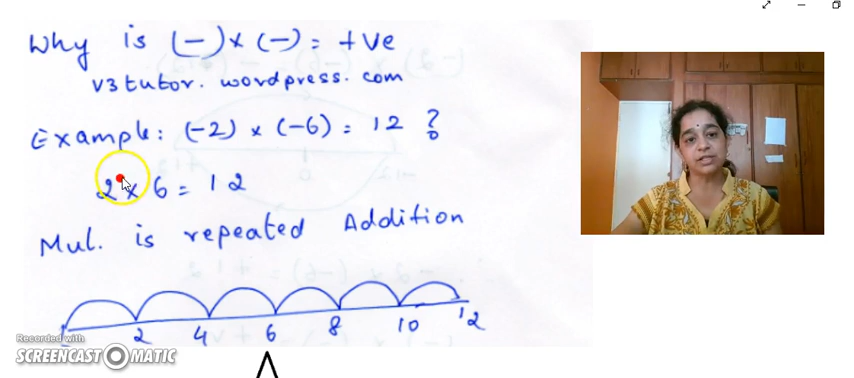 Why is (-) x (-) = +ve
v3tutor. wordpress. com
Example: (-2) x (-6) = 12 ?
2 x 6 = 12
Mul. is repeated Addition
2 4 6 8 10 12
Recorded with
SCREENCAST O MATIC